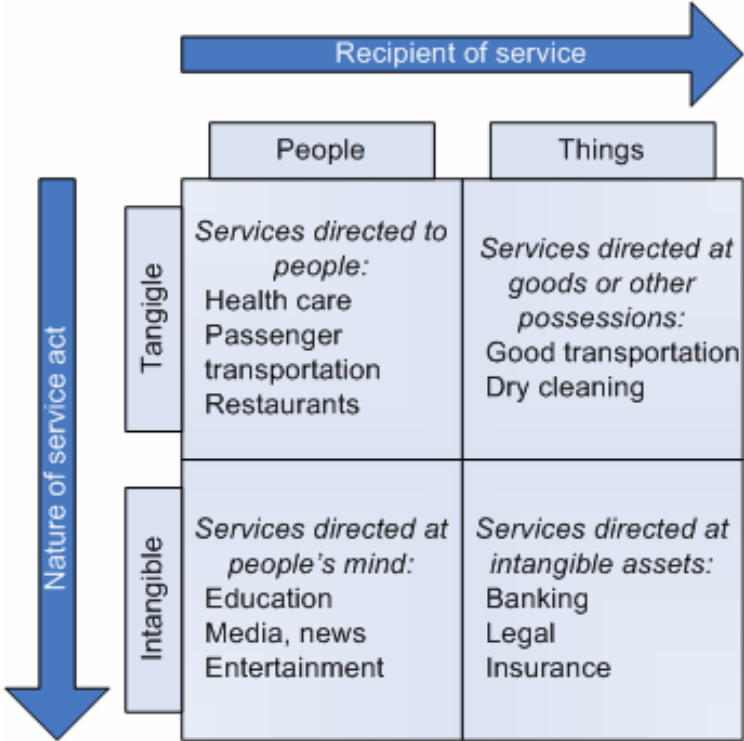 Recipient of service
People
Things
Nature of service act
Tangigle
Services directed to
people:
Health care
Passenger
transportation
Restaurants
Services directed at
goods or other
possessions:
Good transportation
Dry cleaning
Intangible
Services directed at
people's mind:
Education
Media, news
Entertainment
Services directed at
intangible assets:
Banking
Legal
Insurance